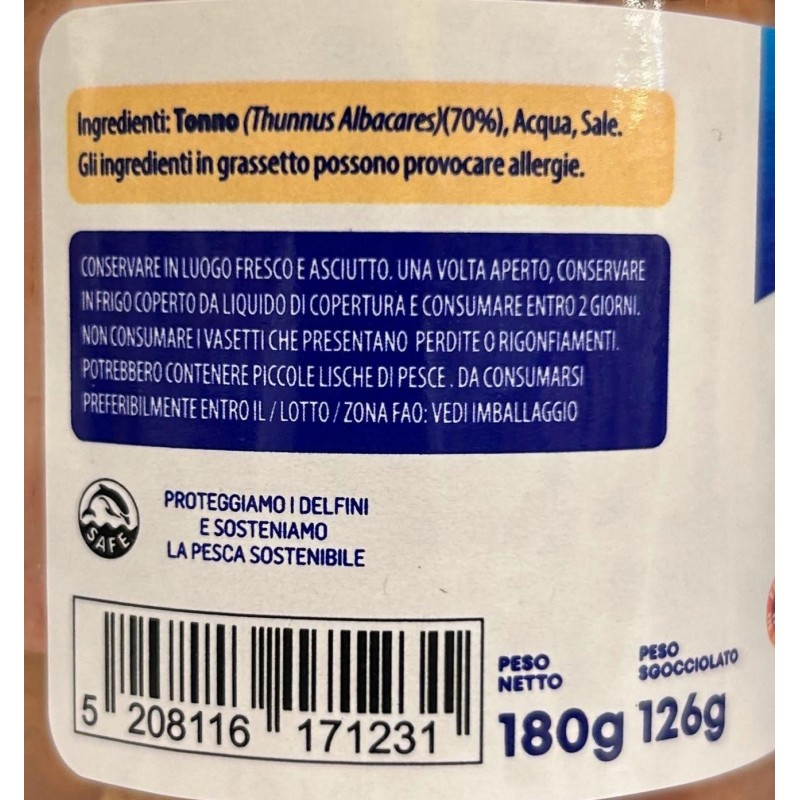 Ingredienti: Tonno (Thunnus Albacares)(70%), Acqua, Sale.
Gli ingredienti in grassetto possono provocare allergie.
CONSERVARE IN LUOGO FRESCO E ASCIUTTO. UNA VOLTA APERTO, CONSERVARE
IN FRIGO COPERTO DA LIQUIDO DI COPERTURA E CONSUMARE ENTRO 2 GIORNI.
NON CONSUMARE I VASETTI CHE PRESENTANO PERDITE O RIGONFIAMENTI.
POTREBBERO CONTENERE PICCOLE LISCHE DI PESCE . DA CONSUMARSI
PREFERIBILMENTE ENTRO IL / LOTTO / ZONA FAO: VEDI IMBALLAGGIO
SAFE
PROTEGGIAMO I DELFINI
E SOSTENIAMO
LA PESCA SOSTENIBILE
5 208116 171231
PESO
NETTO
180g
PESO
SGOCCIOLATO
126g